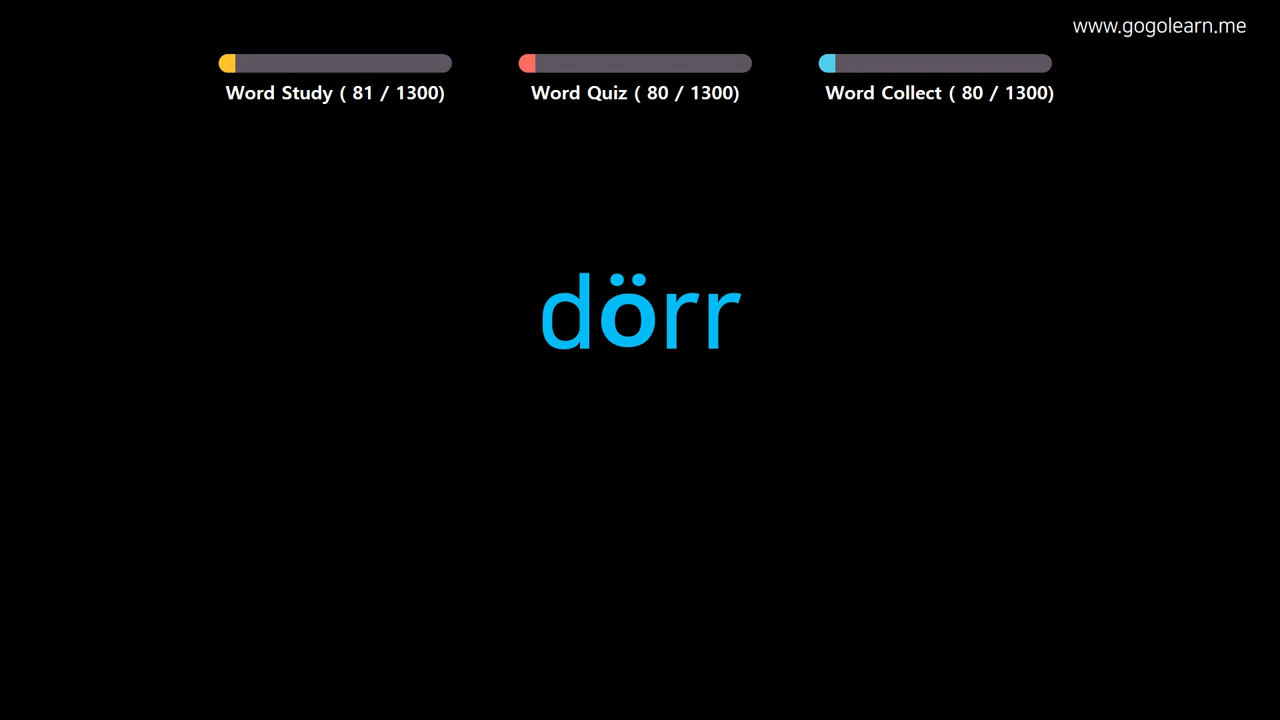 www.gogolearn.me
Word Study ( 81 / 1300)
Word Quiz ( 80 / 1300)
Word Collect ( 80 / 1300)
dörr